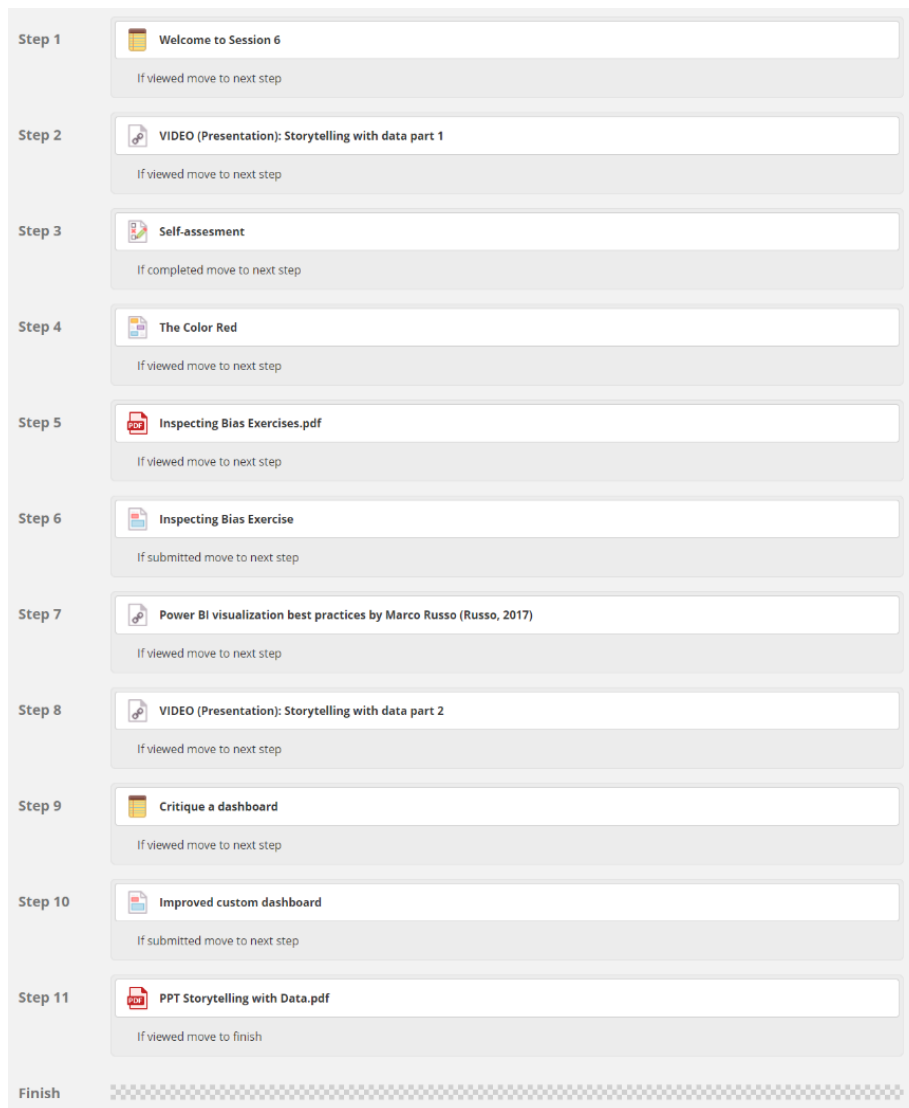 Step 1
Welcome to Session 6
If viewed move to next step
Step 2
VIDEO (Presentation): Storytelling with data part 1
If viewed move to next step
Step 3
Self-assesment
If completed move to next step
Step 4
The Color Red
If viewed move to next step
Step 5
PDF
Inspecting Bias Exercises.pdf
If viewed move to next step
Step 6
Inspecting Bias Exercise
If submitted move to next step
Step 7
Power BI visualization best practices by Marco Russo (Russo, 2017)
If viewed move to next step
Step 8
VIDEO (Presentation): Storytelling with data part 2
If viewed move to next step
Step 9
Critique a dashboard
If viewed move to next step
Step 10
Improved custom dashboard
If submitted move to next step
Step 11
PDF
PPT Storytelling with Data.pdf
If viewed move to finish
Finish